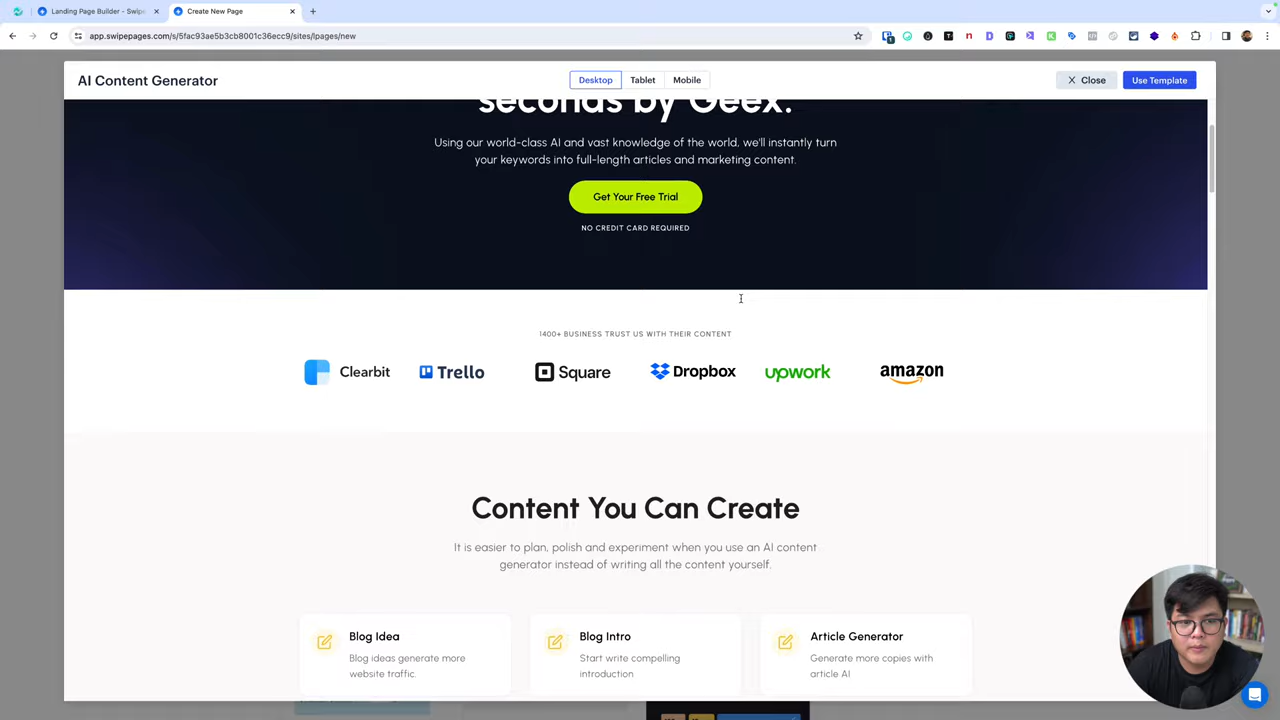 Landing Page Builder - Swipe
Create New Page
app.swipepages.com/s/5fac93ae5b3cb8001c36ecc9/sites/lpages/new
AI Content Generator
Desktop
Tablet
Mobile
X Close
Use Template
seconds by Geex.
Using our world-class AI and vast knowledge of the world, we'll instantly turn
your keywords into full-length articles and marketing content.
Get Your Free Trial
NO CREDIT CARD REQUIRED
1400+ BUSINESS TRUST US WITH THEIR CONTENT
Clearbit
Trello
Square
Dropbox
upwork
amazon
Content You Can Create
It is easier to plan, polish and experiment when you use an AI content
generator instead of writing all the content yourself.
Blog Idea
Blog ideas generate more
website traffic.
Blog Intro
Start write compelling
introduction
Article Generator
Generate more copies with
article AI